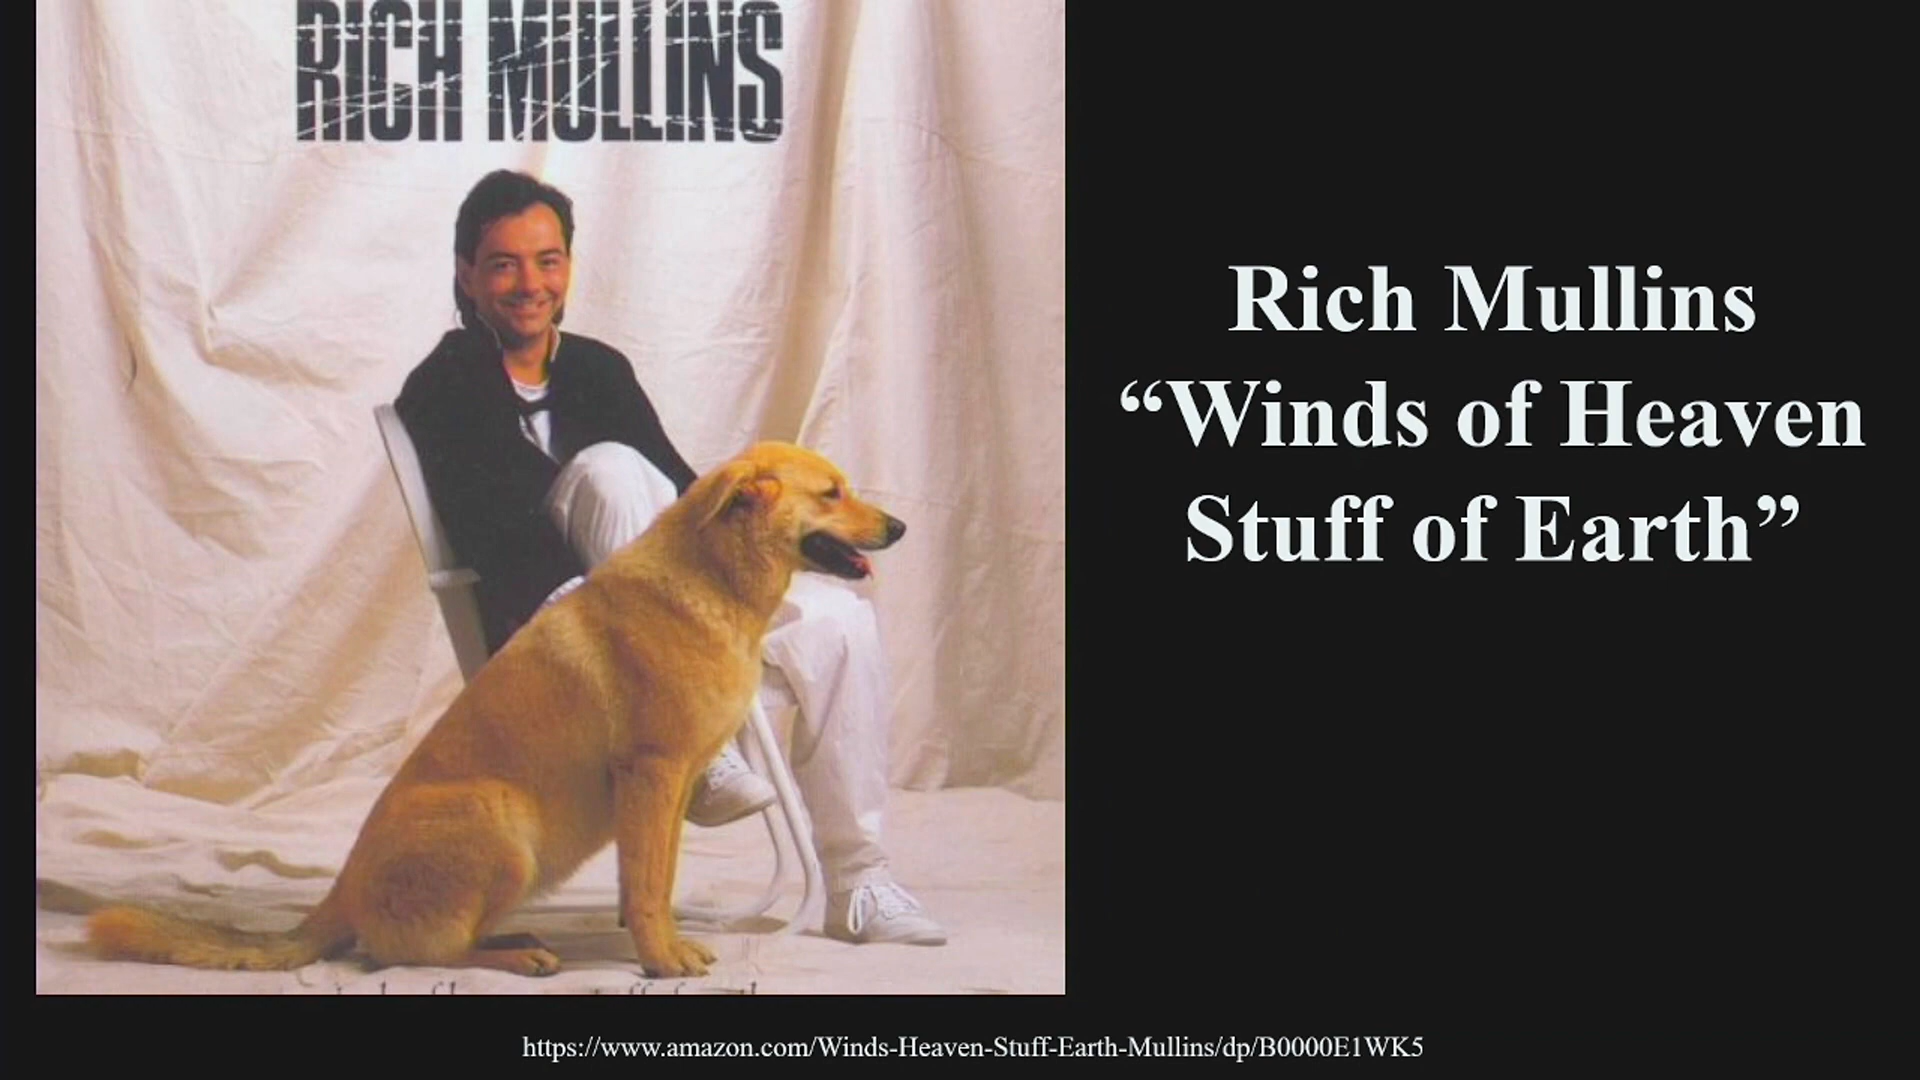 RICH MULLINS
Rich Mullins
“Winds of Heaven
Stuff of Earth”
https://www.amazon.com/Winds-Heaven-Stuff-Earth-Mullins/dp/B0000E1WK5